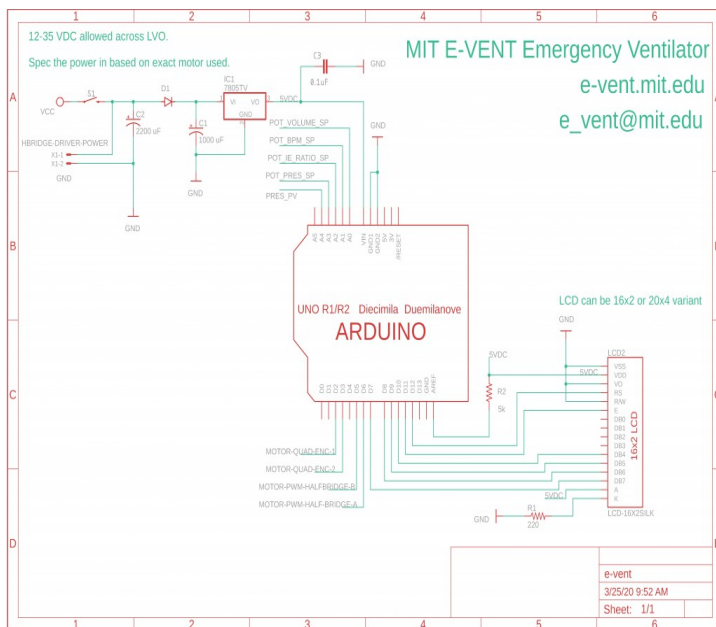 1 2 3 4 5 6
12-35 VDC allowed across LVO.
Spec the power in based on exact motor used.
MIT E-VENT Emergency Ventilator
e-vent.mit.edu
e_vent@mit.edu
A
S1
VCC
D1
IC1
7805TV
VI VO
GND
5VDC
C3
0.1uF
GND
C2
2200 uF
C1
1000 uF
HBRIDGE-DRIVER-POWER
X1-1
X1-2
GND
GND
GND
GND
POT_VOLUME_SP
POT_BPM_SP
POT_IE_RATIO_SP
POT_PRES_SP
PRES_PV
B
A5 A4 A3 A2 A1 A0 VIN GND1 GND2 5V 3V /RESET
UNO R1/R2 Diecimila Duemilanove
ARDUINO
D0 D1 D2 D3 D4 D5 D6 D7 D8 D9 D10 D11 D12 D13 GND AREF
LCD can be 16x2 or 20x4 variant
GND
C
5VDC
R2
5k
5VDC
LCD2
VSS
VDD
VO
RS
R/W
E
DB0
DB1
DB2
DB3
DB4
DB5
DB6
DB7
A
K
16x2 LCD
LCD-16X2SILK
5VDC
GND
R1
220
MOTOR-QUAD-ENC-1
MOTOR-QUAD-ENC-2
MOTOR-PWM-HALFBRIDGE-B
MOTOR-PWM-HALF-BRIDGE-A
D
e-vent
3/25/20 9:52 AM
Sheet: 1/1
1 2 3 4 5 6